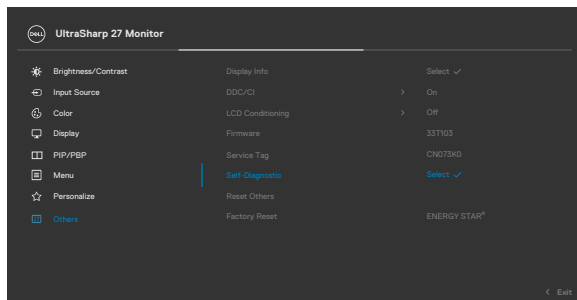 DELL UltraSharp 27 Monitor
Brightness/Contrast Display Info Select
Input Source DDC/CI > On
Color LCD Conditioning > Off
Display Firmware 33T103
PIP/PBP Service Tag CN073K0
Menu Self-Diagnostic Select
Personalize Reset Others
Others Factory Reset ENERGY STAR®
< Exit